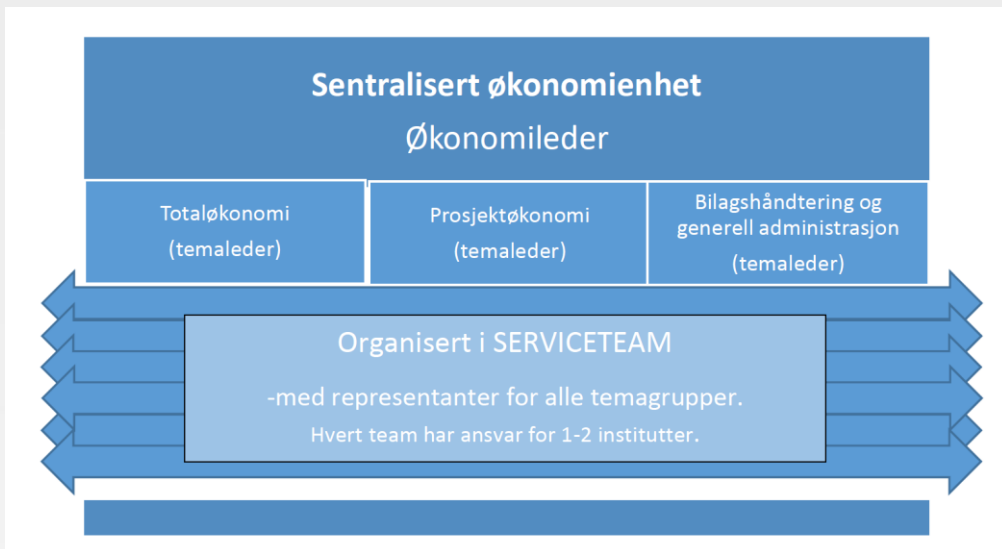 Sentralisert økonomienhet
Økonomileder
Totaløkonomi
(temaleder)
Prosjektøkonomi
(temaleder)
Bilagshåndtering og
generell administrasjon
(temaleder)
Organisert i SERVICETEAM
-med representanter for alle temagrupper.
Hvert team har ansvar for 1-2 institutter.